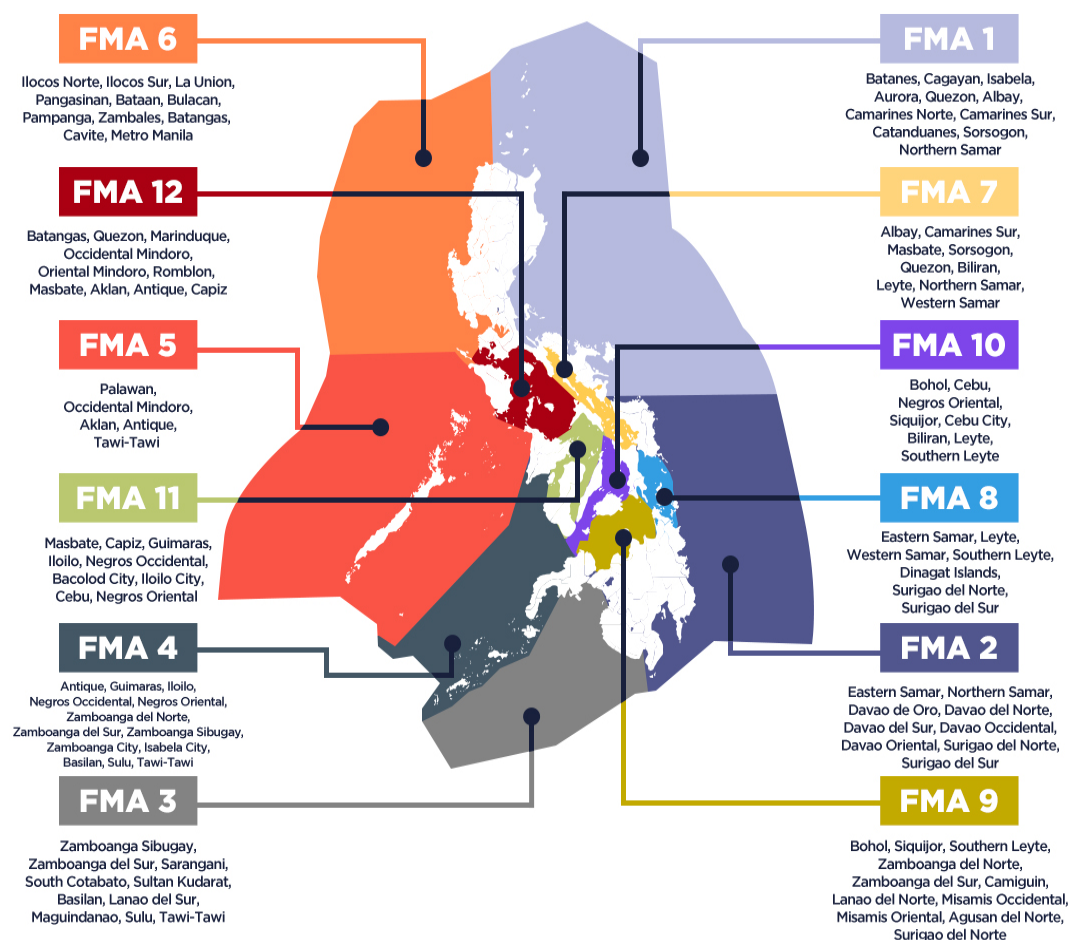 FMA 6
Ilocos Norte, Ilocos Sur, La Union,
Pangasinan, Bataan, Bulacan,
Pampanga, Zambales, Batangas,
Cavite, Metro Manila
FMA 12
Batangas, Quezon, Marinduque,
Occidental Mindoro,
Oriental Mindoro, Romblon,
Masbate, Aklan, Antique, Capiz
FMA 5
Palawan,
Occidental Mindoro,
Aklan, Antique,
Tawi-Tawi
FMA 11
Masbate, Capiz, Guimaras,
Iloilo, Negros Occidental,
Bacolod City, Iloilo City,
Cebu, Negros Oriental
FMA 4
Antique, Guimaras, Iloilo,
Negros Occidental, Negros Oriental,
Zamboanga del Norte,
Zamboanga del Sur, Zamboanga Sibugay,
Zamboanga City, Isabela City,
Basilan, Sulu, Tawi-Tawi
FMA 3
Zamboanga Sibugay,
Zamboanga del Sur, Sarangani,
South Cotabato, Sultan Kudarat,
Basilan, Lanao del Sur,
Maguindanao, Sulu, Tawi-Tawi
FMA 1
Batanes, Cagayan, Isabela,
Aurora, Quezon, Albay,
Camarines Norte, Camarines Sur,
Catanduanes, Sorsogon,
Northern Samar
FMA 7
Albay, Camarines Sur,
Masbate, Sorsogon,
Quezon, Biliran,
Leyte, Northern Samar,
Western Samar
FMA 10
Bohol, Cebu,
Negros Oriental,
Siquijor, Cebu City,
Biliran, Leyte,
Southern Leyte
FMA 8
Eastern Samar, Leyte,
Western Samar, Southern Leyte,
Dinagat Islands,
Surigao del Norte,
Surigao del Sur
FMA 2
Eastern Samar, Northern Samar,
Davao de Oro, Davao del Norte,
Davao del Sur, Davao Occidental,
Davao Oriental, Surigao del Norte,
Surigao del Sur
FMA 9
Bohol, Siquijor, Southern Leyte,
Zamboanga del Norte,
Zamboanga del Sur, Camiguin,
Lanao del Norte, Misamis Occidental,
Misamis Oriental, Agusan del Norte,
Surigao del Norte